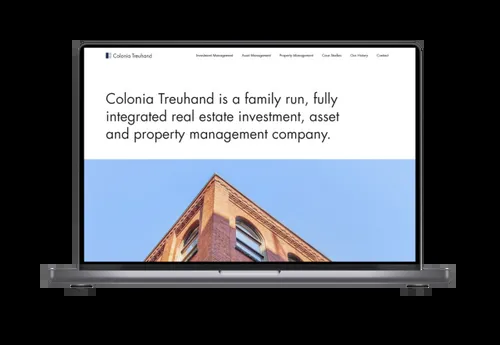 Colonia Treuhand
Investment Management Asset Management Property Management Case Studies Our History Contact
Colonia Treuhand is a family run, fully
integrated real estate investment, asset
and property management company.